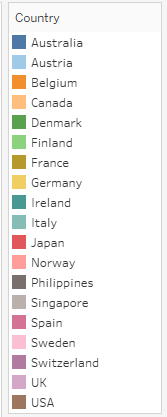 Country
Australia
Austria
Belgium
Canada
Denmark
Finland
France
Germany
Ireland
Italy
Japan
Norway
Philippines
Singapore
Spain
Sweden
Switzerland
UK
USA